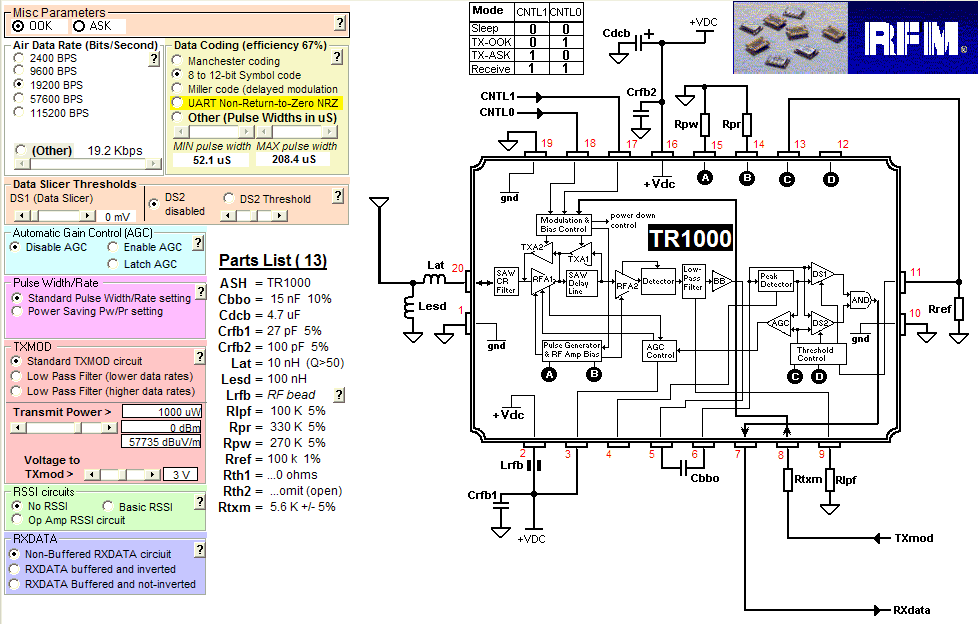 Misc Parameters
OOK ASK ?
Air Data Rate (Bits/Second)
2400 BPS ?
9600 BPS
19200 BPS
57600 BPS
115200 BPS
(Other) 19.2 Kbps
Data Coding (efficiency 67%)
Manchester coding ?
8 to 12-bit Symbol code
Miller code (delayed modulation
UART Non-Return-to-Zero NRZ
Other (Pulse Widths in uS)
MIN pulse width MAX pulse width
52.1 uS 208.4 uS
Data Slicer Thresholds
DS1 (Data Slicer)
0 mV
DS2
disabled
DS2 Threshold ?
Automatic Gain Control (AGC)
Disable AGC Enable AGC ?
Latch AGC
Pulse Width/Rate
Standard Pulse Width/Rate setting ?
Power Saving Pw/Pr setting
TXMOD
Standard TXMOD circuit ?
Low Pass Filter (lower data rates)
Low Pass Filter (higher data rates)
Transmit Power > 1000 uW
0 dBm
57735 dBuV/m
Voltage to
TXmod > 3 V
RSSI circuits
No RSSI Basic RSSI ?
Op Amp RSSI circuit
RXDATA
Non-Buffered RXDATA circiuit ?
RXDATA buffered and inverted
RXDATA Buffered and not-inverted
Parts List ( 13)
ASH = TR1000
Cbbo = 15 nF 10%
Cdcb = 4.7 uF
Crfb1 = 27 pF 5%
Crfb2 = 100 pF 5%
Lat = 10 nH (Q>50)
Lesd = 100 nH
Lrfb = RF bead ?
Rlpf = 100 K 5%
Rpr = 330 K 5%
Rpw = 270 K 5%
Rref = 100 k 1%
Rth1 = ...0 ohms
Rth2 = ...omit (open)
Rtxm = 5.6 K +/- 5%
Mode CNTL1 CNTL0
Sleep 0 0
TX-OOK 0 1
TX-ASK 1 0
Receive 1 1
RFM
®
+VDC
Cdcb +
Crfb2
CNTL1
CNTL0
Rpw
Rpr
19 18 17 16 15 14 13 12
gnd
+Vdc
A B C D
Modulation &
Bias Control
power down
control
TR1000
TXA2
TXA1
Lat
20
Lesd
1
SAW
CR
Filter
RFA1
SAW
Delay
Line
RFA2
Detector
Low-
Pass
Filter
BB
Peak
Detector
DS1
AND
AGC
DS2
11
Rref
10
gnd
gnd
Pulse Generator
& RF Amp Bias
AGC
Control
Threshold
Control
A B C D
+Vdc
2 3 4 5 6 7 8 9
Lrfb
Cbbo
Rtxm
Rlpf
Crfb1
+VDC
TXmod
RXdata